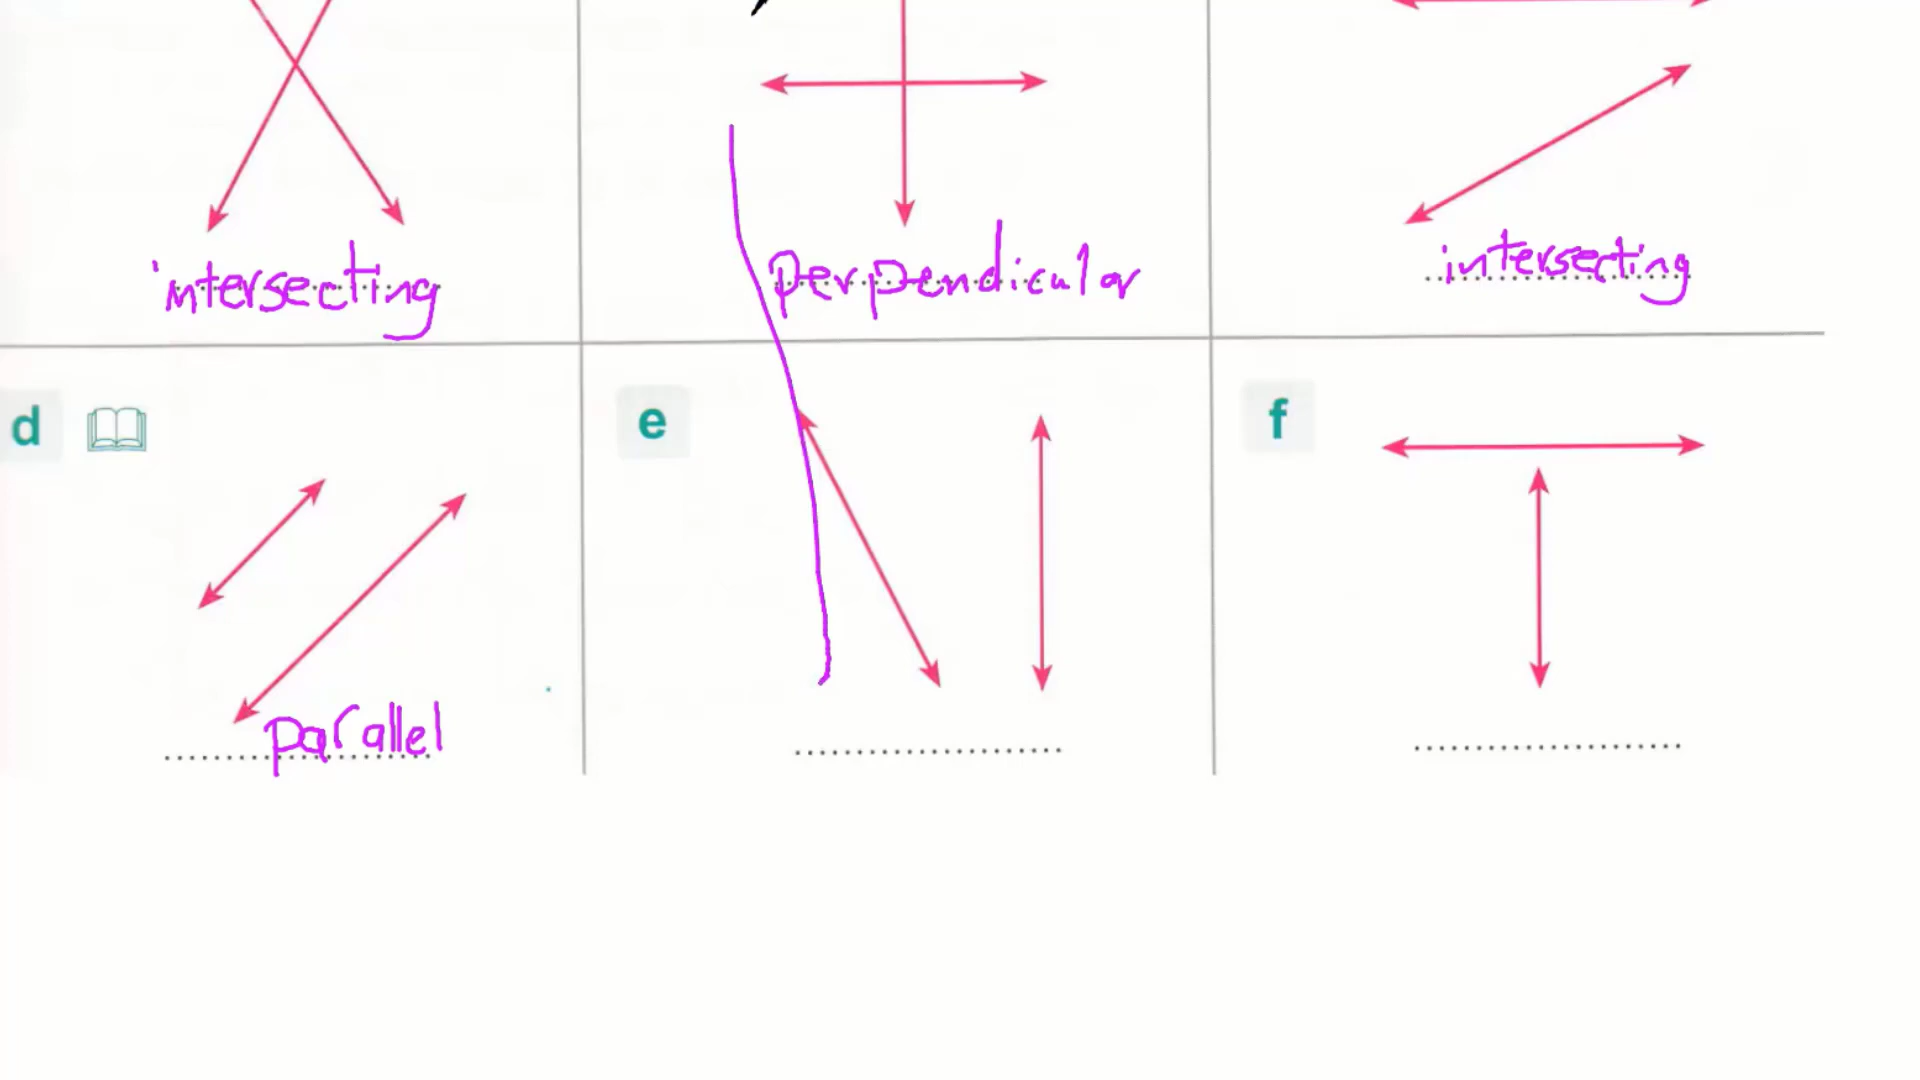 intersecting
perpendicular
intersecting
d
e
f
parallel